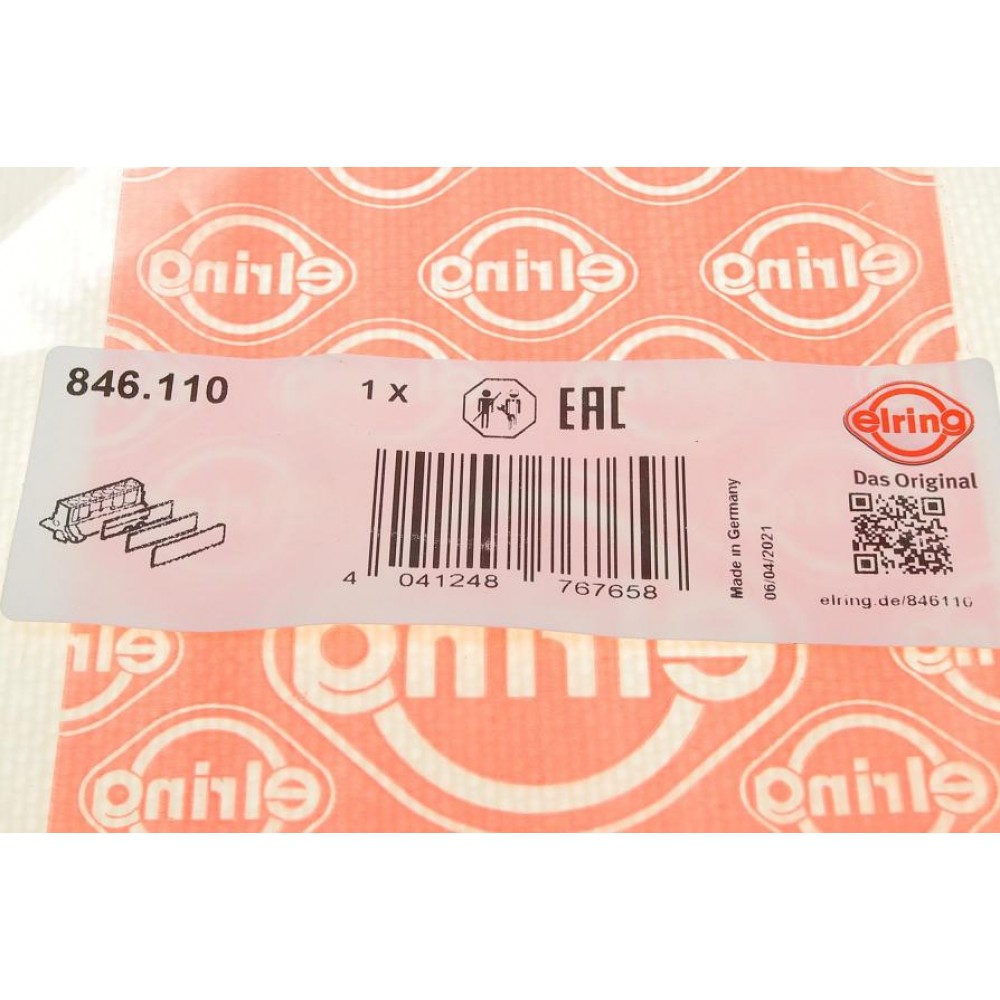 elring
elring
elring
846.110
1 X
EAC
elring
Das Original
Made in Germany
06/04/2021
4 041248 767658
elring.de/846110
elring
elring
elring
elring
elring